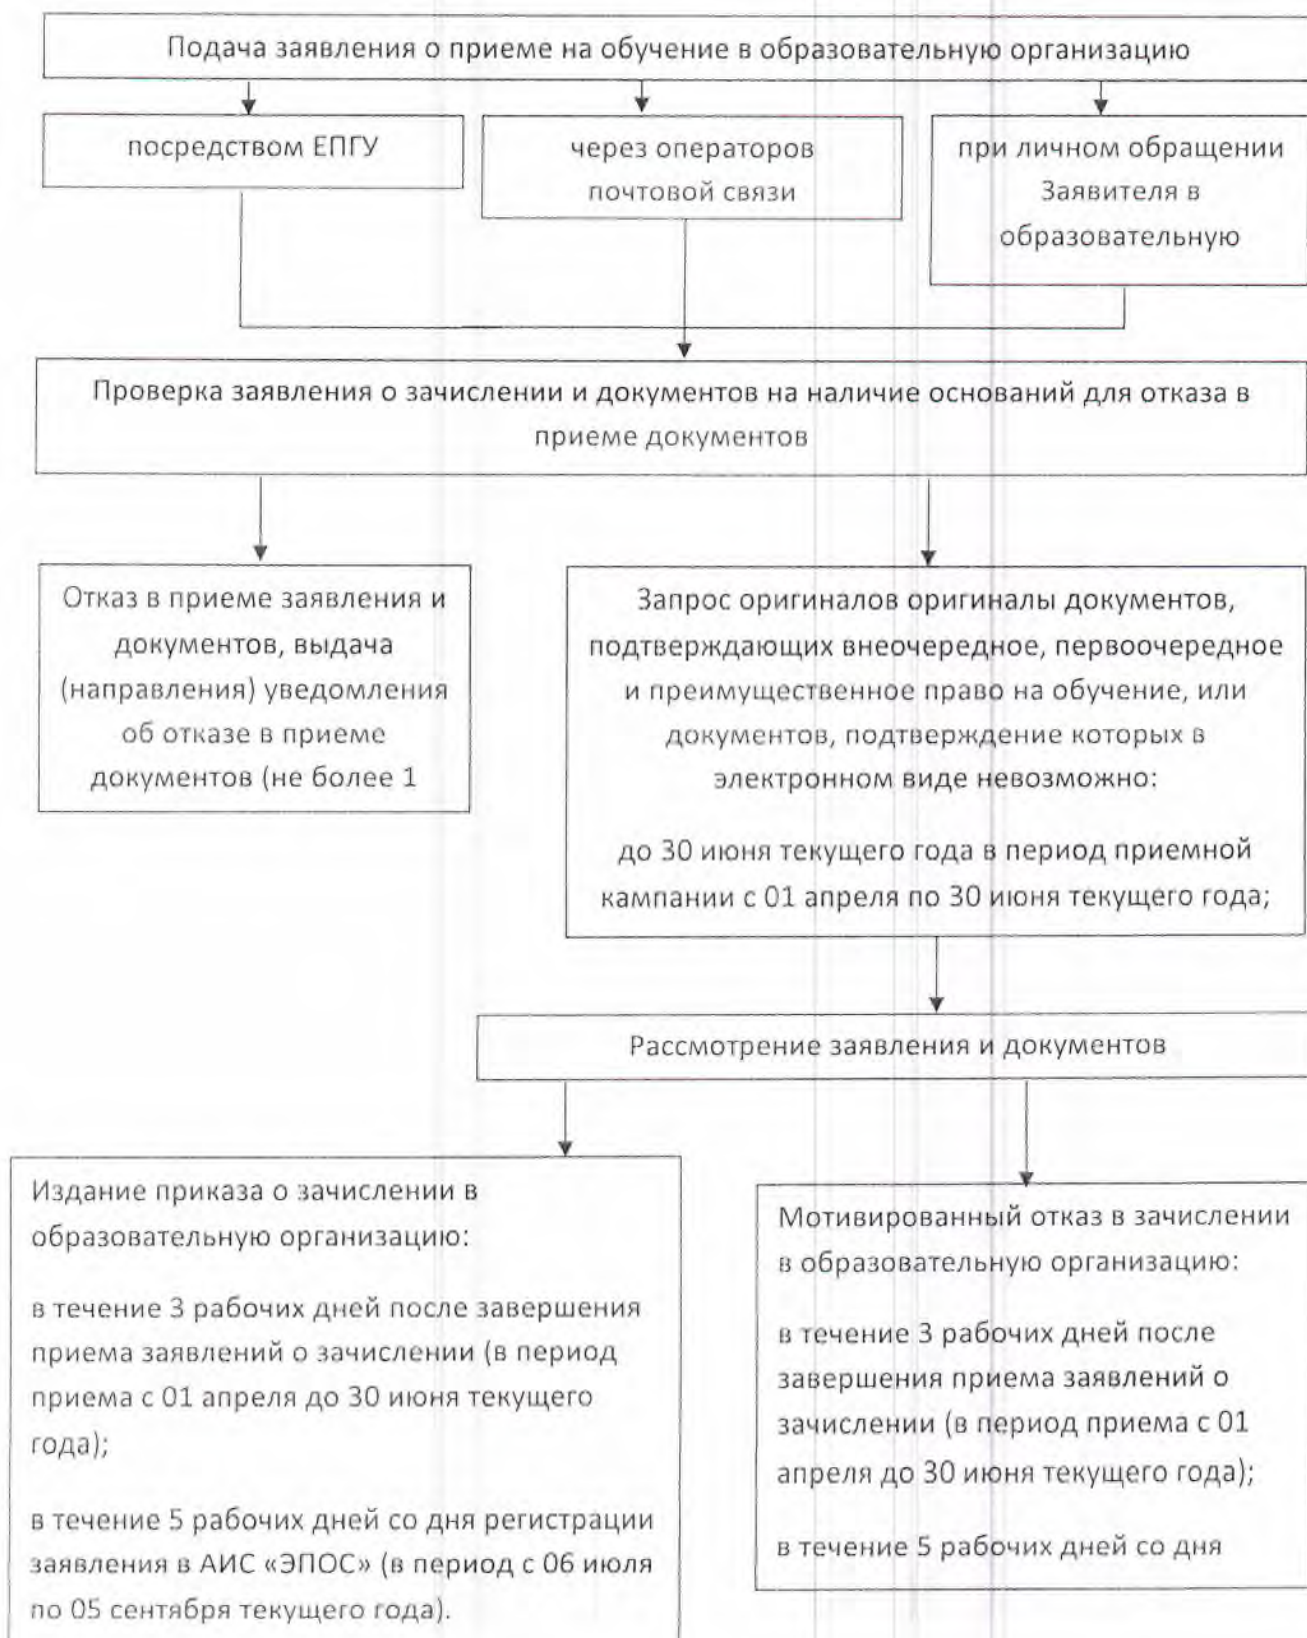 Подача заявления о приеме на обучение в образовательную организацию
посредством ЕПГУ
через операторов
почтовой связи
при личном обращении
Заявителя в
образовательную
Проверка заявления о зачислении и документов на наличие оснований для отказа в
приеме документов
Отказ в приеме заявления и
документов, выдача
(направления) уведомления
об отказе в приеме
документов (не более 1
Запрос оригиналов оригиналы документов,
подтверждающих внеочередное, первоочередное
и преимущественное право на обучение, или
документов, подтверждение которых в
электронном виде невозможно:
до 30 июня текущего года в период приемной
кампании с 01 апреля по 30 июня текущего года;
Рассмотрение заявления и документов
Издание приказа о зачислении в
образовательную организацию:
в течение 3 рабочих дней после завершения
приема заявлений о зачислении (в период
приема с 01 апреля до 30 июня текущего
года);
в течение 5 рабочих дней со дня регистрации
заявления в АИС «ЭПОС» (в период с 06 июля
по 05 сентября текущего года).
Мотивированный отказ в зачислении
в образовательную организацию:
в течение 3 рабочих дней после
завершения приема заявлений о
зачислении (в период приема с 01
апреля до 30 июня текущего года);
в течение 5 рабочих дней со дня